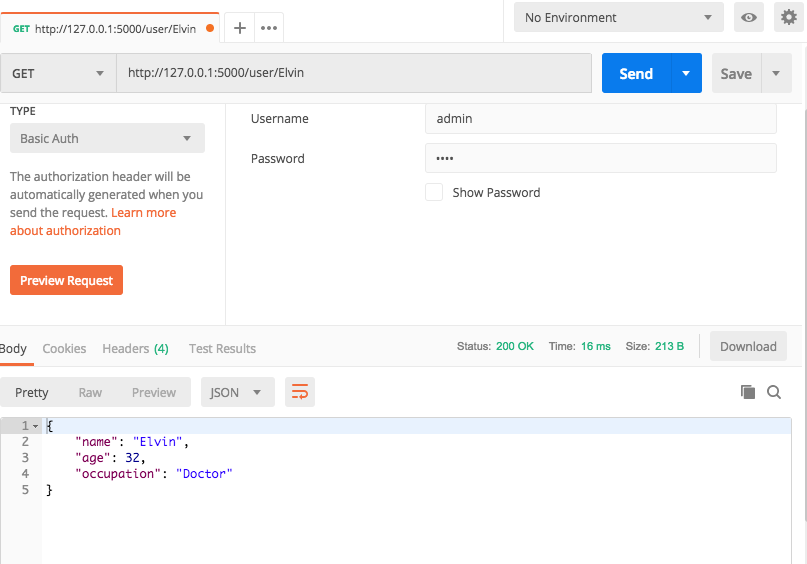 GET http://127.0.0.1:5000/user/Elvin
No Environment
GET http://127.0.0.1:5000/user/Elvin Send Save
TYPE
Basic Auth
The authorization header will be
automatically generated when you
send the request. Learn more
about authorization
Preview Request
Username admin
Password ••••
Show Password
Body Cookies Headers (4) Test Results Status: 200 OK Time: 16 ms Size: 213 B Download
Pretty Raw Preview JSON
1 {
2 "name": "Elvin",
3 "age": 32,
4 "occupation": "Doctor"
5 }